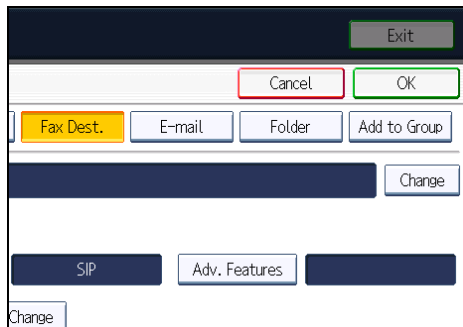 Exit
Cancel OK
Fax Dest. E-mail Folder Add to Group
Change
SIP Adv. Features
Change